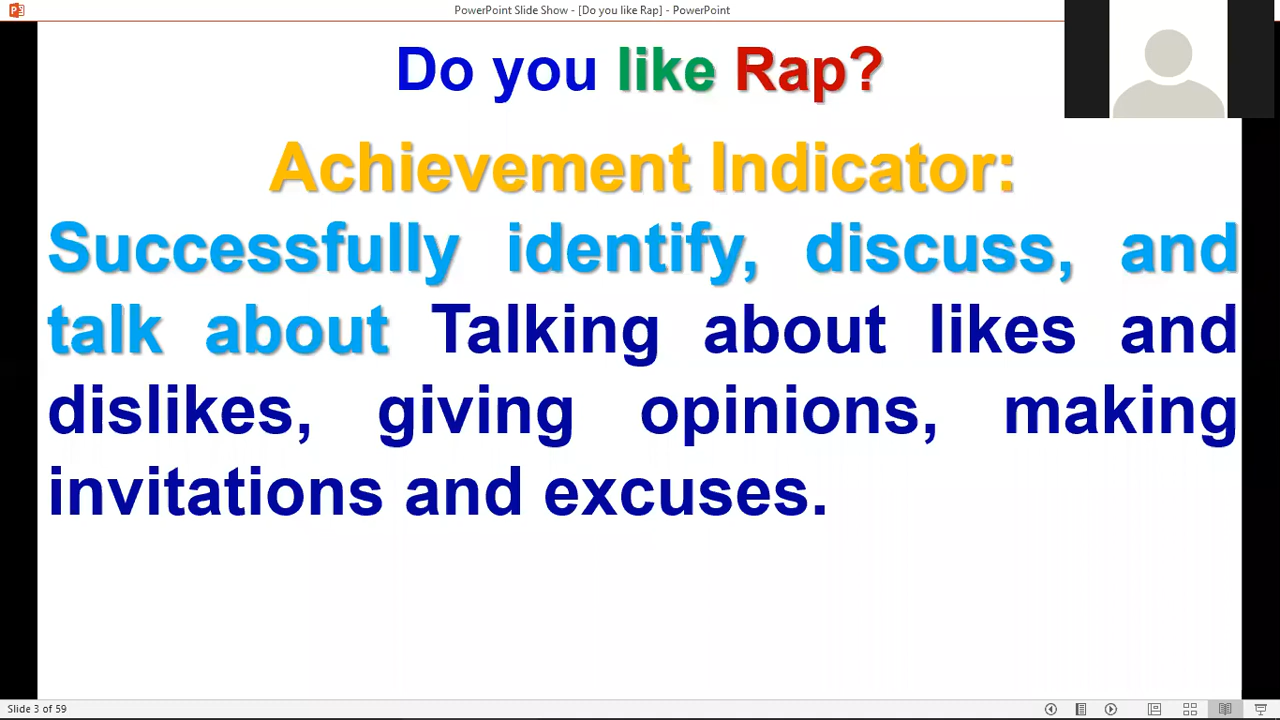 PowerPoint Slide Show - [Do you like Rap] - PowerPoint
Do you like Rap?
Achievement Indicator:
Successfully identify, discuss, and
talk about Talking about likes and
dislikes, giving opinions, making
invitations and excuses.
Slide 3 of 59